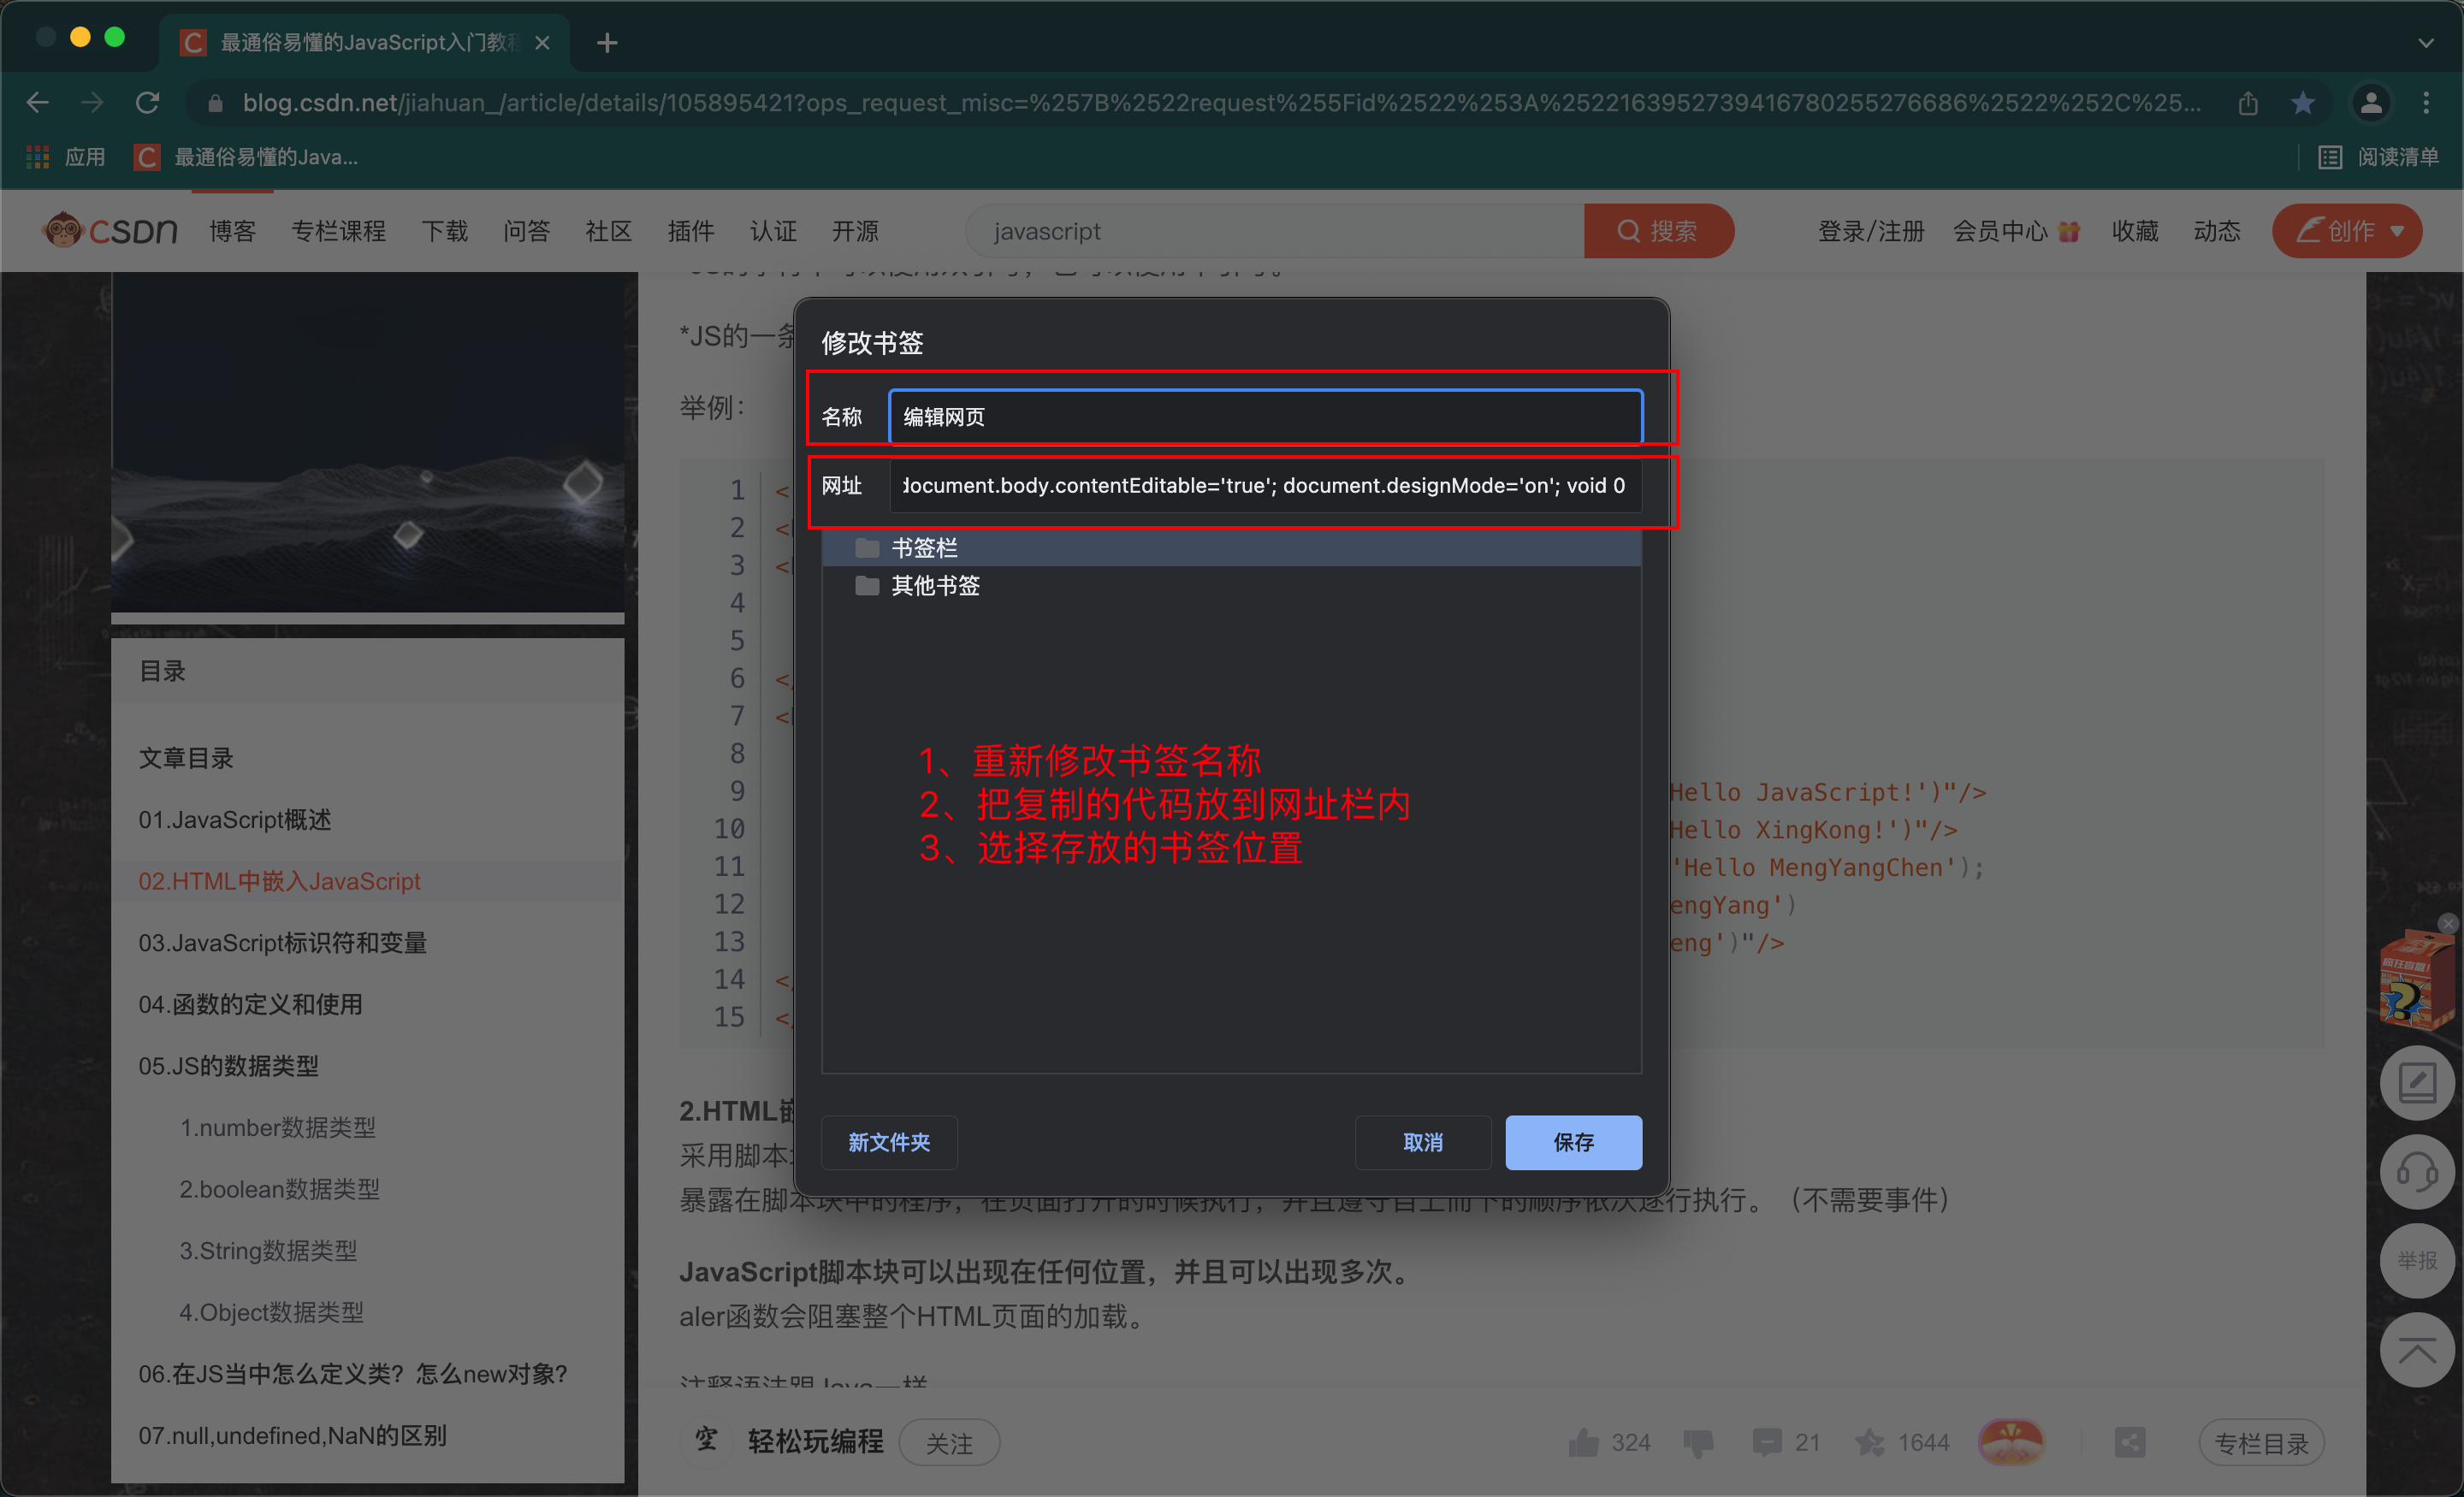 最通俗易懂的JavaScript入门教程
blog.csdn.net/jiahuan_/article/details/105895421?ops_request_misc=%257B%2522request%255Fid%2522%253A%2522163952739416780255276686%2522%252C%25...
应用
最通俗易懂的Java...
阅读清单
CSDN
博客
专栏课程
下载
问答
社区
插件
认证
开源
javascript
搜索
登录/注册
会员中心
收藏
动态
创作
*JS的一条
举例：
修改书签
名称
编辑网页
网址
document.body.contentEditable='true'; document.designMode='on'; void 0
书签栏
其他书签
1、重新修改书签名称
2、把复制的代码放到网址栏内
3、选择存放的书签位置
新文件夹
取消
保存
1 <
2 <
3 <
4
5
6 </
7 <
8
9 Hello JavaScript!')"/>
10 Hello XingKong!')"/>
11 'Hello MengYangChen');
12 engYang')
13 eng')"/>
14 </
15 </
目录
文章目录
01.JavaScript概述
02.HTML中嵌入JavaScript
03.JavaScript标识符和变量
04.函数的定义和使用
05.JS的数据类型
1.number数据类型
2.boolean数据类型
3.String数据类型
4.Object数据类型
06.在JS当中怎么定义类？怎么new对象？
07.null,undefined,NaN的区别
2.HTML嵌
采用脚本块
暴露在脚本块中的程序，在页面打开的时候执行，并且遵守自上而下的顺序依次逐行执行。（不需要事件）
JavaScript脚本块可以出现在任何位置，并且可以出现多次。
aler函数会阻塞整个HTML页面的加载。
注释语法跟Java一样
空
轻松玩编程
关注
324
21
1644
专栏目录
疯狂盲盒!
举报